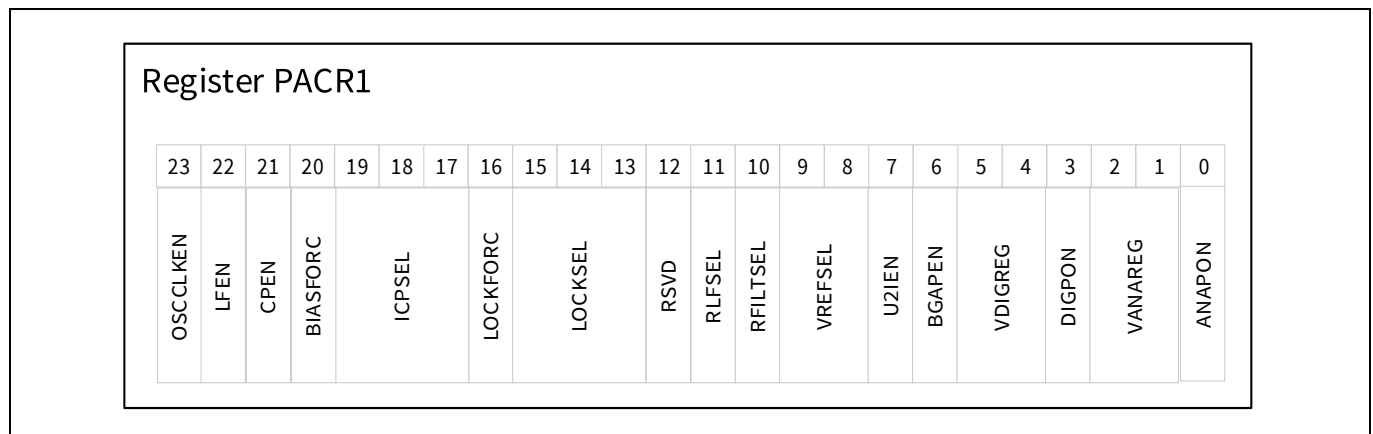 Register PACR1
23 22 21 20 19 18 17 16 15 14 13 12 11 10 9 8 7 6 5 4 3 2 1 0
OSCCLKEN LFEN CPEN BIASFORC ICPSEL LOCKFORC LOCKSEL RSVD RLFSEL RFILTSEL VREFSEL U2IEN BGAPEN VDIGREG DIGPON VANAREG ANAPON